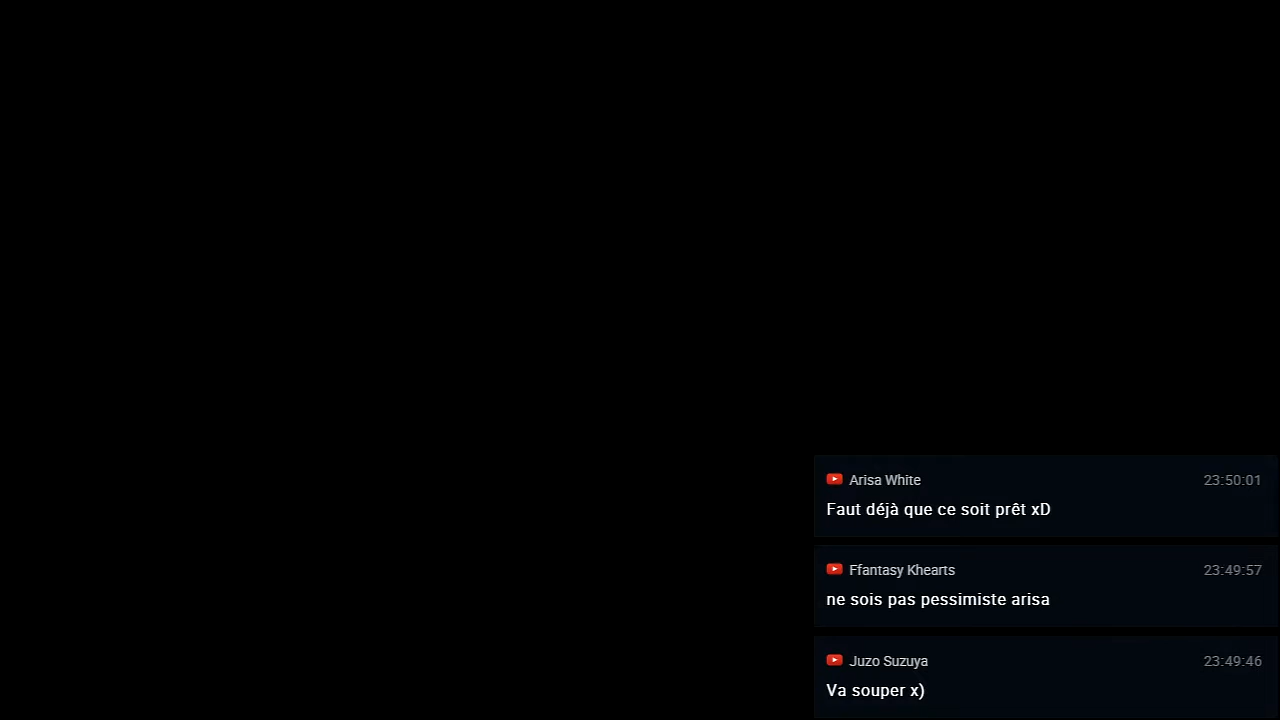 Arisa White 23:50:01
Faut déjà que ce soit prêt xD
Ffantasy Khearts 23:49:57
ne sois pas pessimiste arisa
Juzo Suzuya 23:49:46
Va souper x)